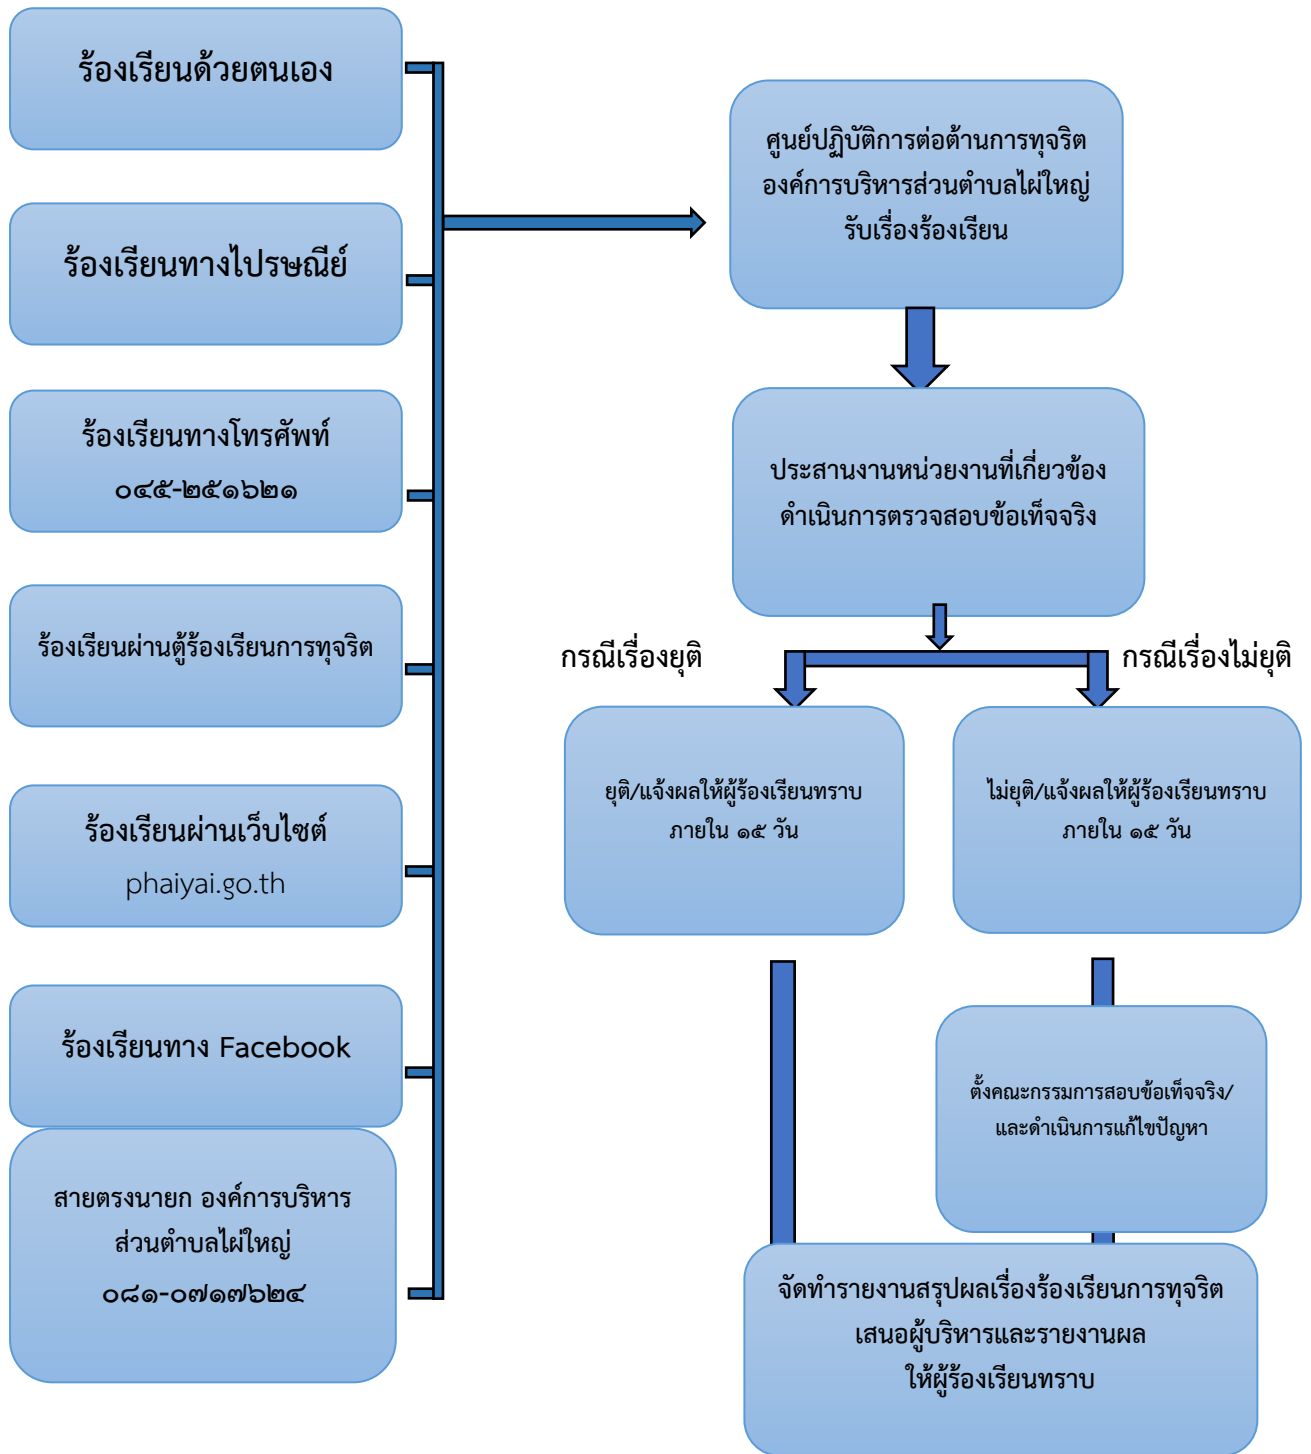 ร้องเรียนด้วยตนเอง
ร้องเรียนทางไปรษณีย์
ร้องเรียนทางโทรศัพท์
๐๔๕-๒๕๑๖๒๑
ร้องเรียนผ่านตู้ร้องเรียนการทุจริต
ร้องเรียนผ่านเว็บไซต์
phaiyai.go.th
ร้องเรียนทาง Facebook
สายตรงนายก องค์การบริหาร
ส่วนตำบลไผ่ใหญ่
๐๘๑-๐๗๑๗๖๒๔
ศูนย์ปฏิบัติการต่อต้านการทุจริต
องค์การบริหารส่วนตำบลไผ่ใหญ่
รับเรื่องร้องเรียน
ประสานงานหน่วยงานที่เกี่ยวข้อง
ดำเนินการตรวจสอบข้อเท็จจริง
กรณีเรื่องยุติ
กรณีเรื่องไม่ยุติ
ยุติ/แจ้งผลให้ผู้ร้องเรียนทราบ
ภายใน ๑๕ วัน
ไม่ยุติ/แจ้งผลให้ผู้ร้องเรียนทราบ
ภายใน ๑๕ วัน
ตั้งคณะกรรมการสอบข้อเท็จจริง/
และดำเนินการแก้ไขปัญหา
จัดทำรายงานสรุปผลเรื่องร้องเรียนการทุจริต
เสนอผู้บริหารและรายงานผล
ให้ผู้ร้องเรียนทราบ